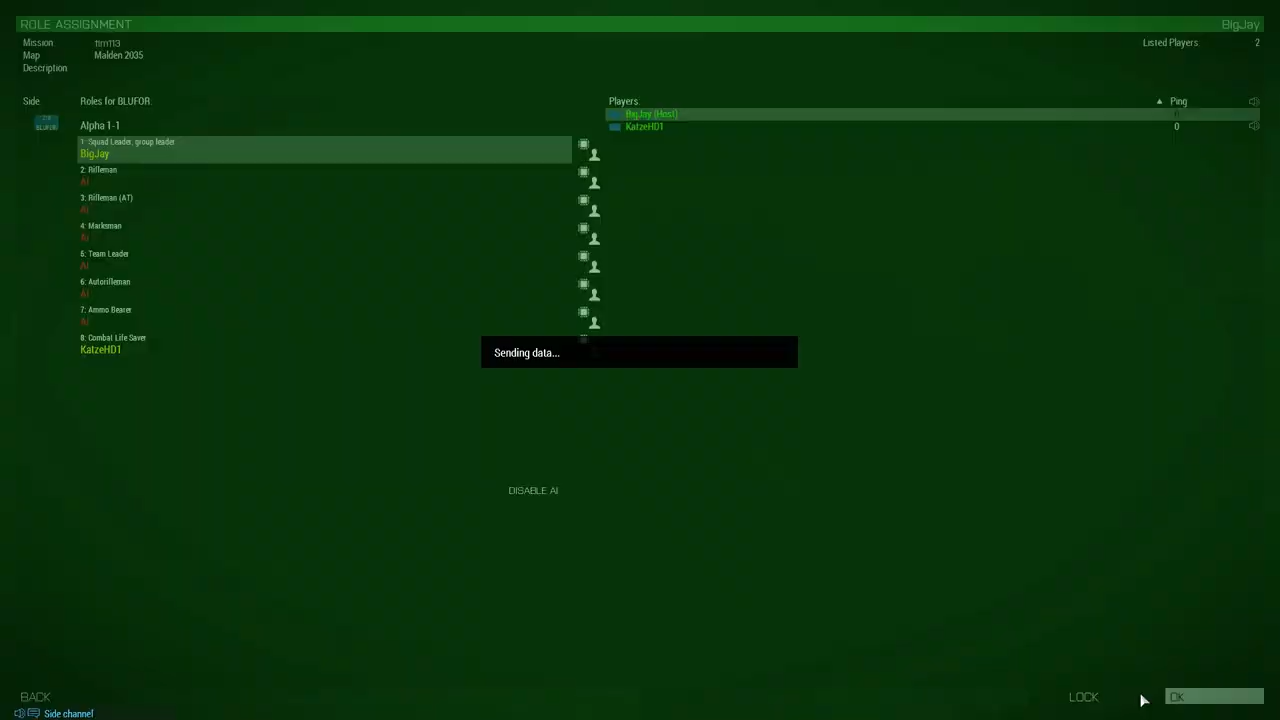 ROLE ASSIGNMENT BigJay
Mission ftm113 Listed Players 2
Map Malden 2035
Description
Side Roles for BLUFOR Players Ping
BigJay (Host) 0
BLUFOR Alpha 1-1 KatzeHD1 0
1: Squad Leader, group leader
BigJay
2: Rifleman
AI
3: Rifleman (AT)
AI
4: Marksman
AI
5: Team Leader
AI
6: Autorifleman
AI
7: Ammo Bearer
AI
8: Combat Life Saver
KatzeHD1
Sending data...
DISABLE AI
BACK LOCK OK
Side channel